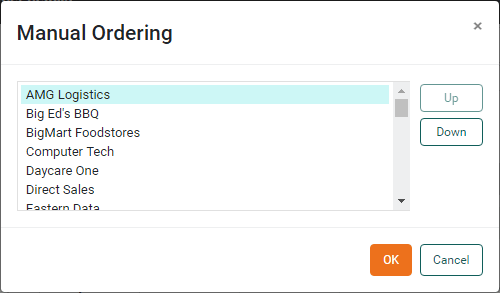 Manual Ordering
×
AMG Logistics
Up
Big Ed's BBQ
BigMart Foodstores
Down
Computer Tech
Daycare One
Direct Sales
Eastern Data
OK
Cancel